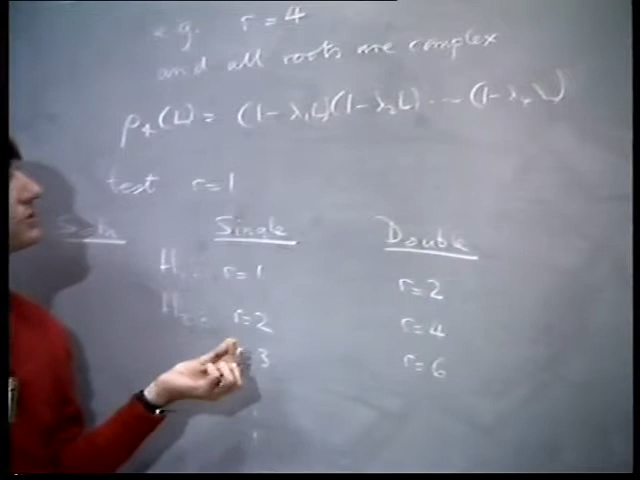 e.g. r = 4
and all roots are complex
ρ₄(L) = (1 - λ₁L)(1 - λ₂L) ... (1 - λᵣL)
test r = 1
Single Double
H₁: r = 1 r = 2
H₂: r = 2 r = 4
r = 3 r = 6